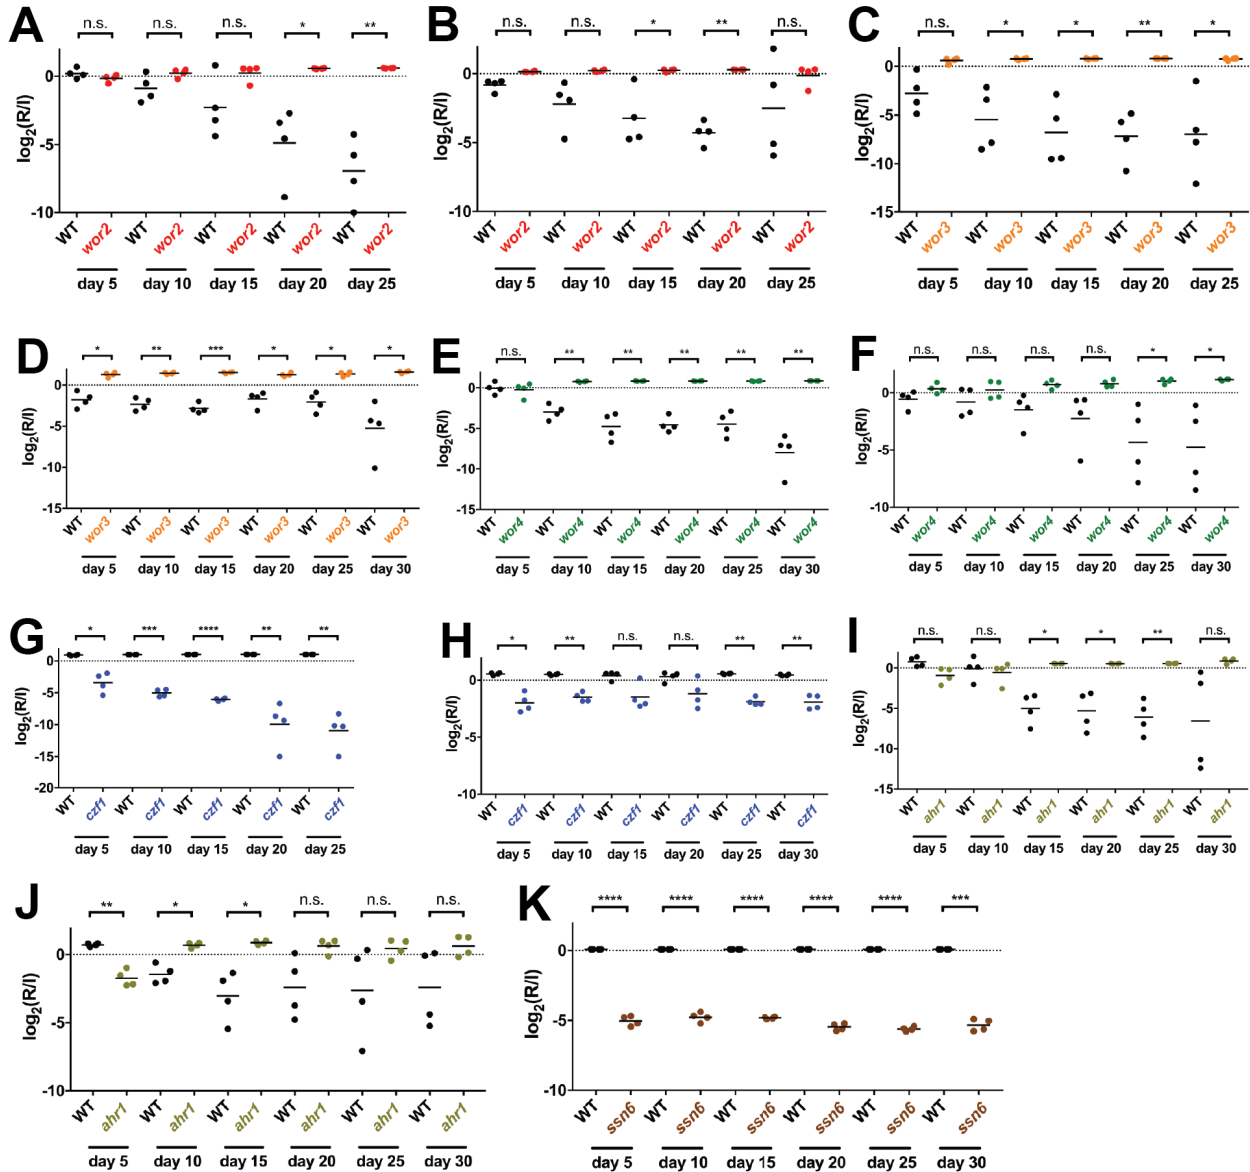 A
n.s. n.s. n.s. * **
log2(R/I)
0
-5
-10
WT wor2 WT wor2 WT wor2 WT wor2 WT wor2
day 5 day 10 day 15 day 20 day 25
B
n.s. n.s. * ** n.s.
log2(R/I)
0
-5
-10
WT wor2 WT wor2 WT wor2 WT wor2 WT wor2
day 5 day 10 day 15 day 20 day 25
C
n.s. * * ** *
log2(R/I)
0
-5
-10
-15
WT wor3 WT wor3 WT wor3 WT wor3 WT wor3
day 5 day 10 day 15 day 20 day 25
D
* ** *** * * *
log2(R/I)
0
-5
-10
-15
WT wor3 WT wor3 WT wor3 WT wor3 WT wor3 WT wor3
day 5 day 10 day 15 day 20 day 25 day 30
E
n.s. ** ** ** ** **
log2(R/I)
0
-5
-10
-15
WT wor4 WT wor4 WT wor4 WT wor4 WT wor4 WT wor4
day 5 day 10 day 15 day 20 day 25 day 30
F
n.s. n.s. n.s. n.s. * *
log2(R/I)
0
-5
-10
WT wor4 WT wor4 WT wor4 WT wor4 WT wor4 WT wor4
day 5 day 10 day 15 day 20 day 25 day 30
G
* *** **** ** **
log2(R/I)
0
-5
-10
-15
-20
WT czf1 WT czf1 WT czf1 WT czf1 WT czf1
day 5 day 10 day 15 day 20 day 25
H
* ** n.s. n.s. ** **
log2(R/I)
0
-5
-10
WT czf1 WT czf1 WT czf1 WT czf1 WT czf1 WT czf1
day 5 day 10 day 15 day 20 day 25 day 30
I
n.s. n.s. * * ** n.s.
log2(R/I)
0
-5
-10
-15
WT ahr1 WT ahr1 WT ahr1 WT ahr1 WT ahr1 WT ahr1
day 5 day 10 day 15 day 20 day 25 day 30
J
** * * n.s. n.s. n.s.
log2(R/I)
0
-5
-10
WT ahr1 WT ahr1 WT ahr1 WT ahr1 WT ahr1 WT ahr1
day 5 day 10 day 15 day 20 day 25 day 30
K
**** **** **** **** **** ***
log2(R/I)
0
-5
-10
WT ssn6 WT ssn6 WT ssn6 WT ssn6 WT ssn6 WT ssn6
day 5 day 10 day 15 day 20 day 25 day 30